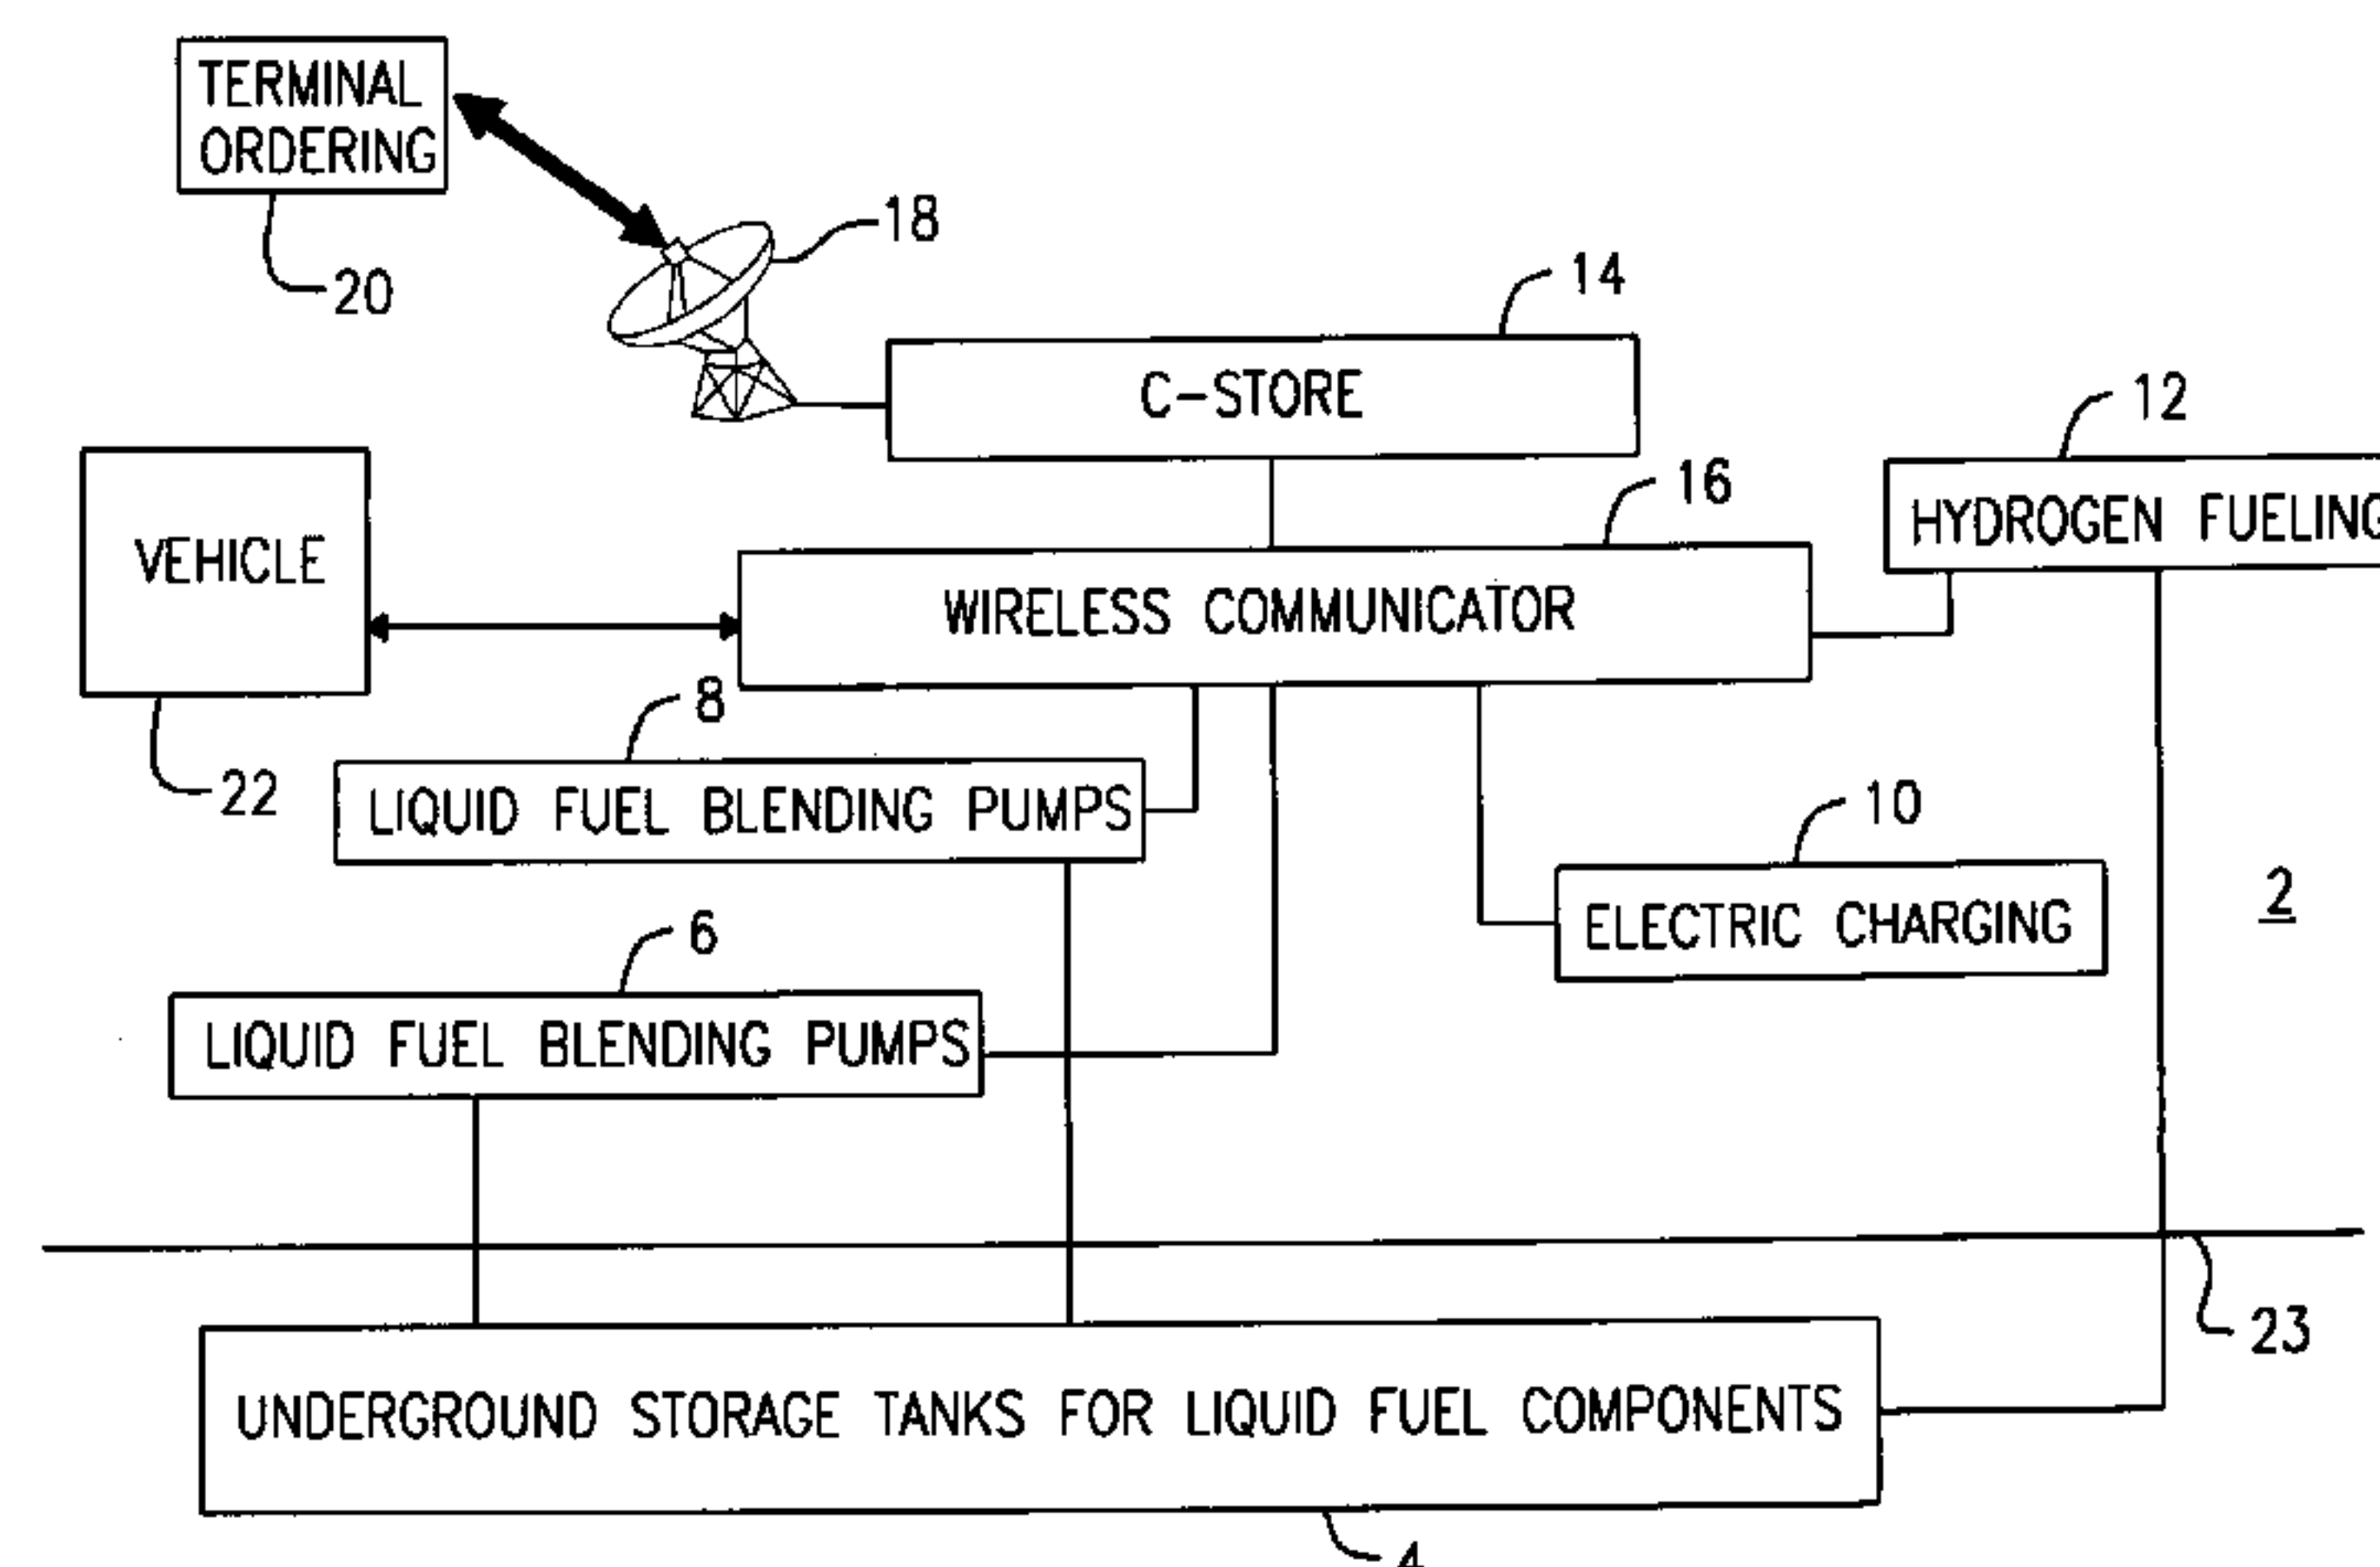 TERMINAL
ORDERING
20
18
14
C-STORE
12
HYDROGEN FUELING
16
WIRELESS COMMUNICATOR
VEHICLE
22
8
LIQUID FUEL BLENDING PUMPS
10
ELECTRIC CHARGING
2
6
LIQUID FUEL BLENDING PUMPS
23
UNDERGROUND STORAGE TANKS FOR LIQUID FUEL COMPONENTS
4